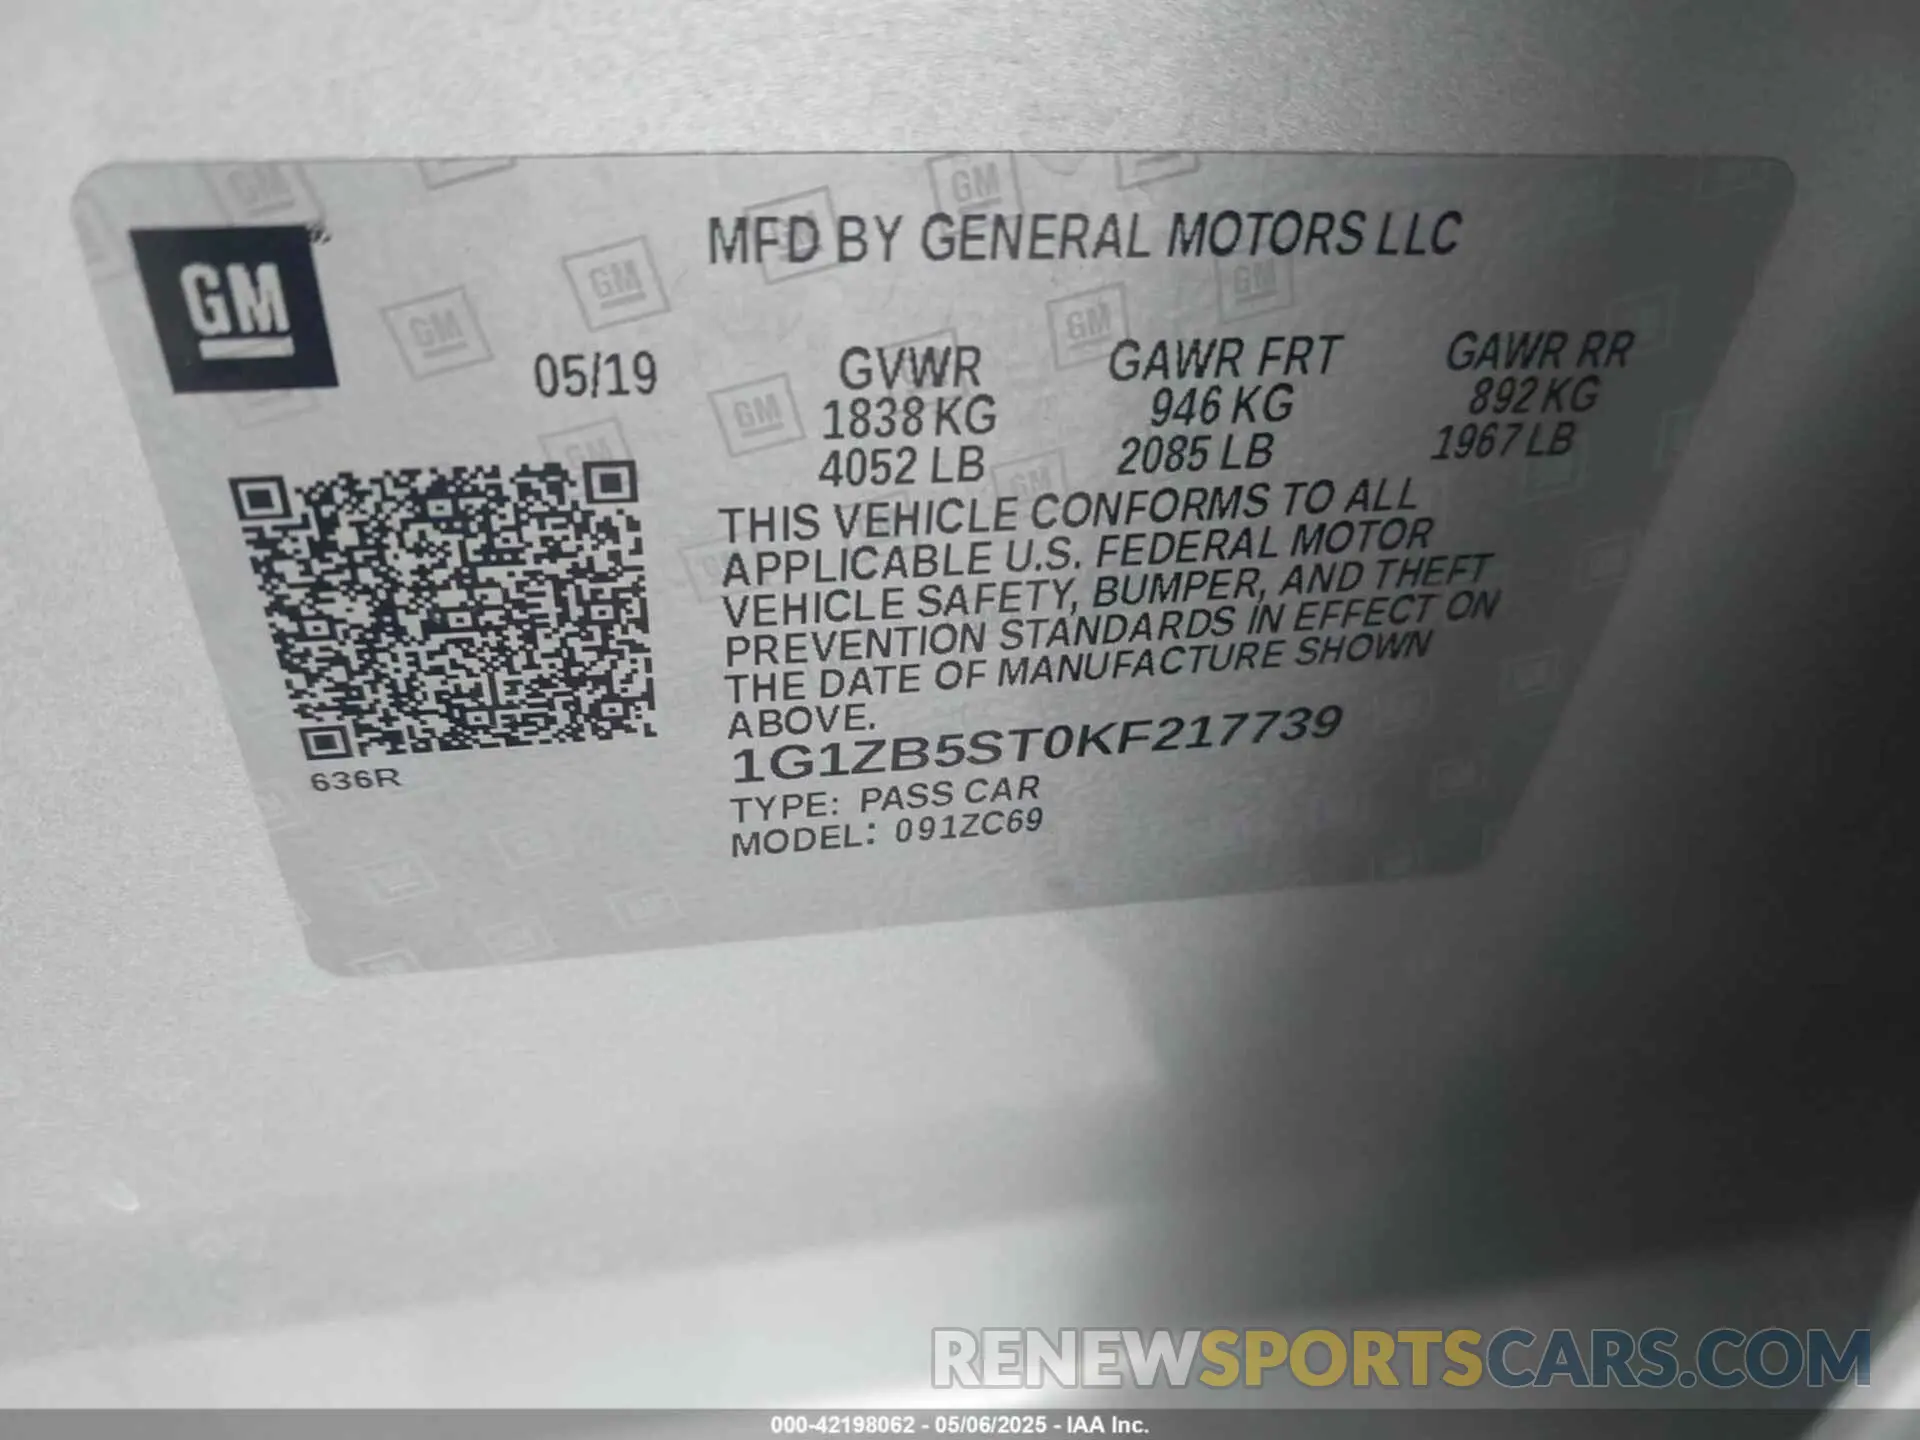 GM
MFD BY GENERAL MOTORS LLC
05/19
GVWR
1838 KG
4052 LB
GAWR FRT
946 KG
2085 LB
GAWR RR
892 KG
1967 LB
THIS VEHICLE CONFORMS TO ALL
APPLICABLE U.S. FEDERAL MOTOR
VEHICLE SAFETY, BUMPER, AND THEFT
PREVENTION STANDARDS IN EFFECT ON
THE DATE OF MANUFACTURE SHOWN
ABOVE.
1G1ZB5ST0KF217739
TYPE: PASS CAR
MODEL: 091ZC69
636R
RENEWSPORTSCARS.COM
000-42198062 - 05/06/2025 - IAA Inc.